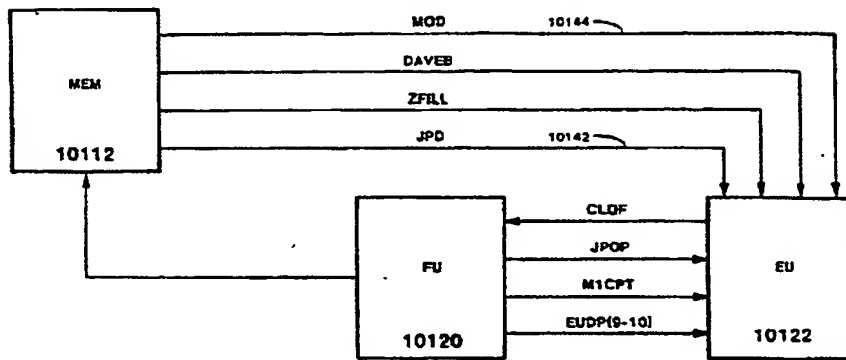 MOD 10144
DAVEB
MEM
ZFILL
JPD 10142
10112
CLOF
JPOP
FU EU
M1CPT
EUDP[9-10]
10120 10122